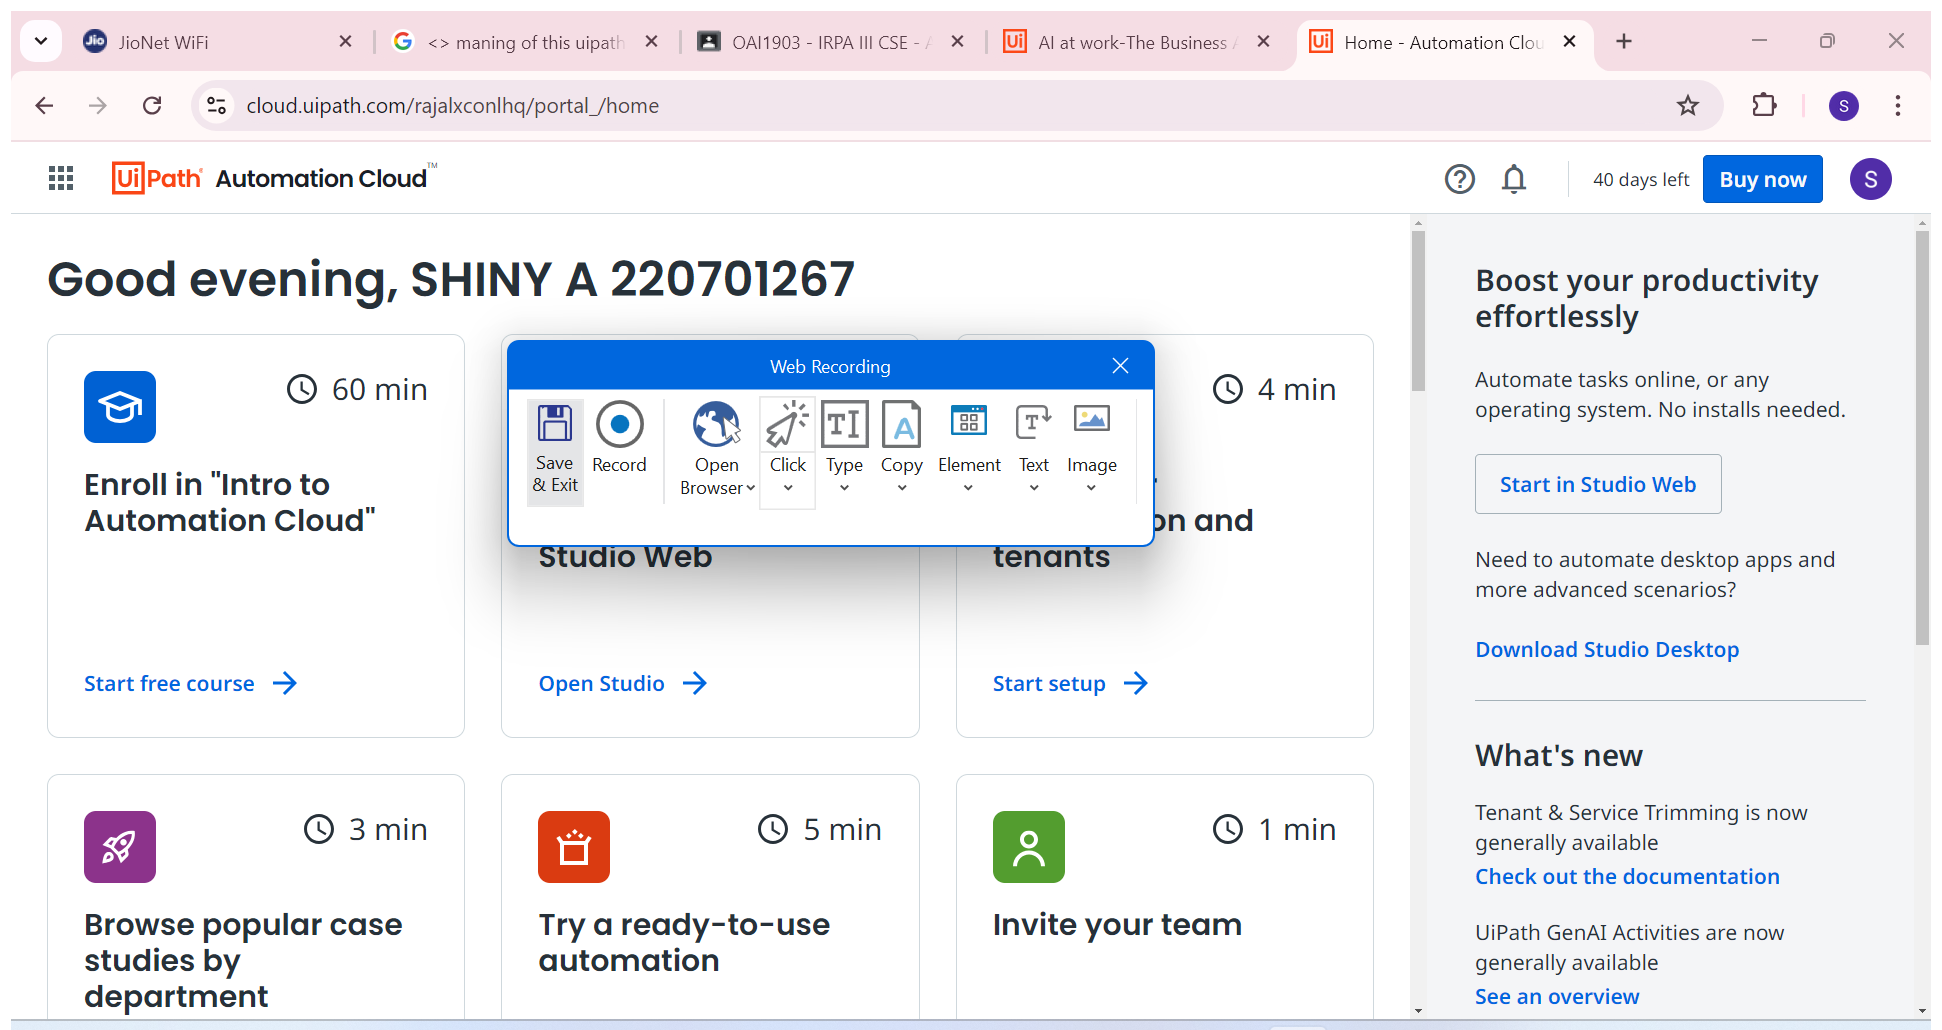 JioNet WiFi
<> maning of this uipath
OAI1903 - IRPA III CSE -
AI at work-The Business
Home - Automation Clou
cloud.uipath.com/rajalxconlhq/portal_/home
S
UiPath Automation Cloud™
40 days left
Buy now
S
Good evening, SHINY A 220701267
60 min
Enroll in "Intro to
Automation Cloud"
Start free course
Web Recording
Save
& Exit
Record
Open
Browser
Click
Type
Copy
Element
Text
Image
Studio Web
Open Studio
4 min
on and
tenants
Start setup
3 min
Browse popular case
studies by
department
5 min
Try a ready-to-use
automation
1 min
Invite your team
Boost your productivity
effortlessly
Automate tasks online, or any
operating system. No installs needed.
Start in Studio Web
Need to automate desktop apps and
more advanced scenarios?
Download Studio Desktop
What's new
Tenant & Service Trimming is now
generally available
Check out the documentation
UiPath GenAI Activities are now
generally available
See an overview